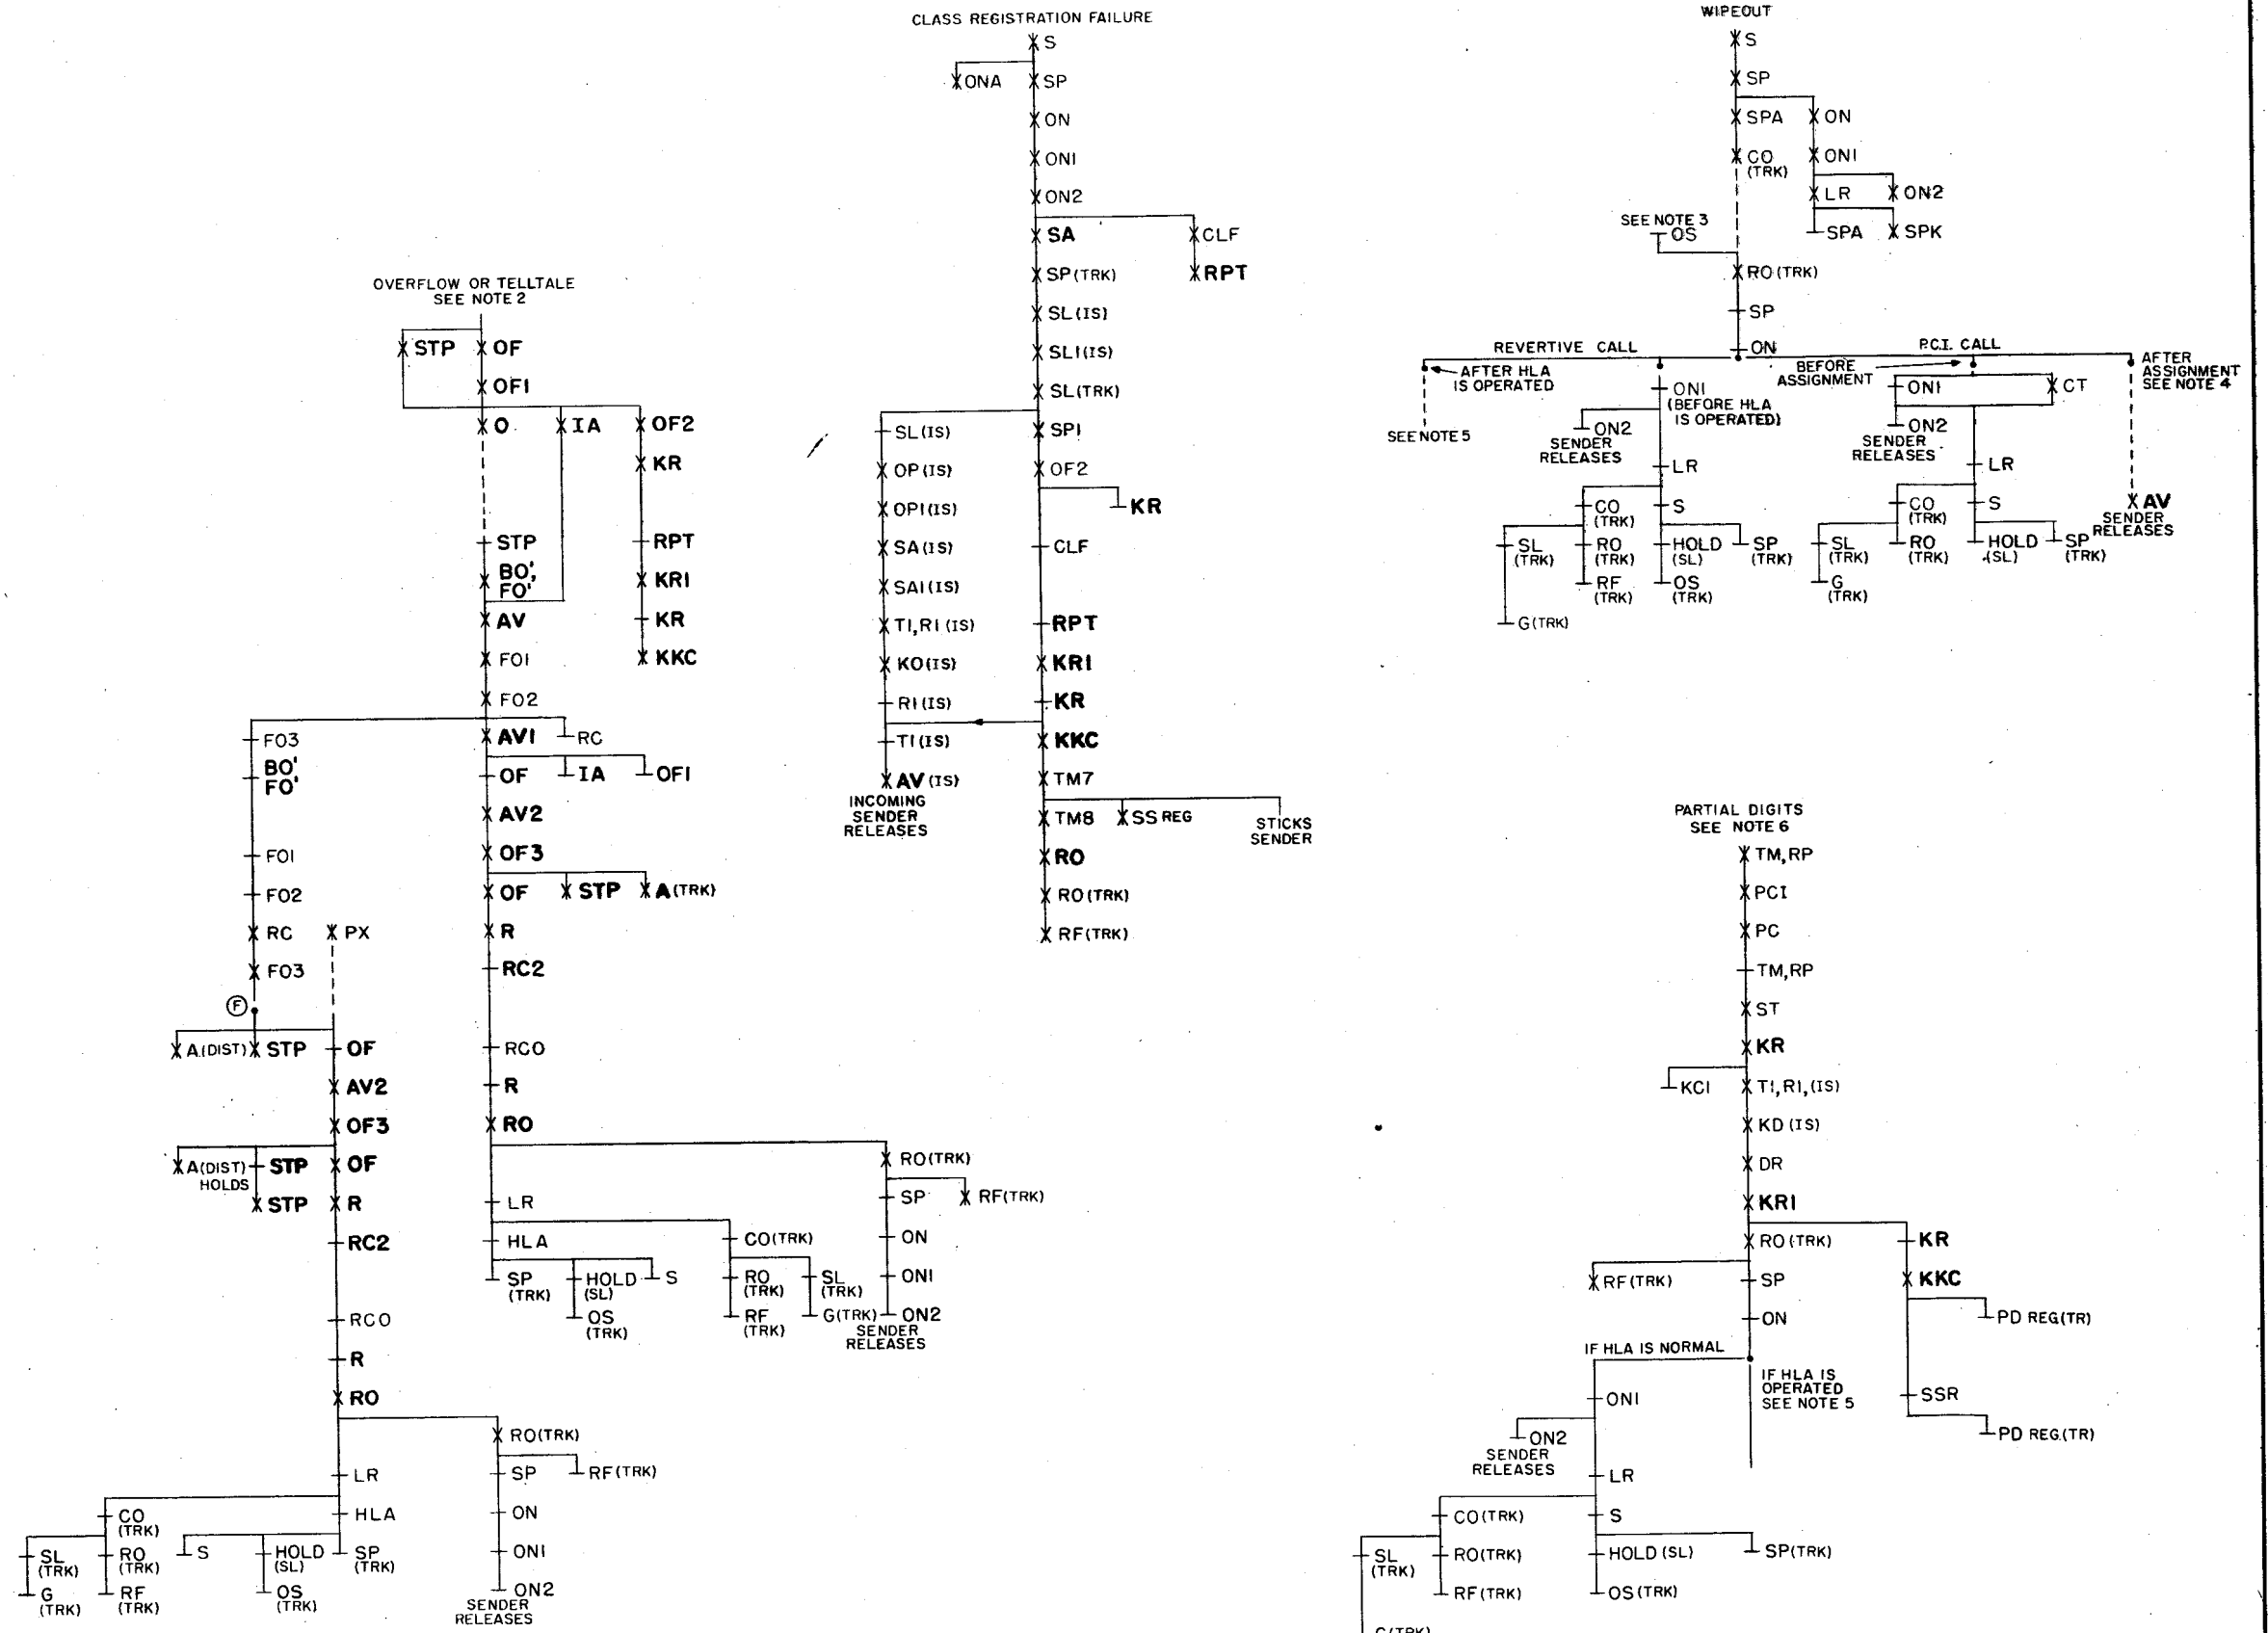 OVERFLOW OR TELLTALE
SEE NOTE 2
STP
OF
OF1
O
IA
OF2
KR
STP
RPT
BO',
FO'
KR1
AV
KR
FO1
KKC
FO2
FO3
AV1
RC
BO'
FO'
OF
IA
OF1
AV2
FO1
OF3
FO2
OF
STP
A(TRK)
RC
PX
R
FO3
RC2
F
A(DIST)
STP
OF
RCO
AV2
R
OF3
RO
A(DIST)
HOLDS
STP
OF
RO(TRK)
STP
R
LR
SP
RF(TRK)
RC2
HLA
CO(TRK)
ON
SP
(TRK)
HOLD
(SL)
S
RO
(TRK)
SL
(TRK)
ON1
RCO
OS
(TRK)
RF
(TRK)
G(TRK)
ON2
SENDER
RELEASES
R
RO
RO(TRK)
LR
SP
RF(TRK)
CO
(TRK)
HLA
ON
SL
(TRK)
RO
(TRK)
S
HOLD
(SL)
SP
(TRK)
ON1
G
(TRK)
RF
(TRK)
OS
(TRK)
ON2
SENDER
RELEASES
CLASS REGISTRATION FAILURE
S
ONA
SP
ON
ON1
ON2
SA
CLF
SP(TRK)
RPT
SL(IS)
SL1(IS)
SL(TRK)
SL(IS)
SP1
OP(IS)
OF2
OP1(IS)
KR
SA(IS)
CLF
SA1(IS)
T1,R1(IS)
RPT
KO(IS)
KR1
R1(IS)
KR
T1(IS)
KKC
AV(IS)
TM7
INCOMING
SENDER
RELEASES
TM8
SS REG
STICKS
SENDER
RO
RO(TRK)
RF(TRK)
WIPEOUT
S
SP
SPA
ON
CO
(TRK)
ON1
LR
ON2
SEE NOTE 3
OS
SPA
SPK
RO(TRK)
SP
REVERTIVE CALL
ON
P.C.I. CALL
AFTER HLA
IS OPERATED
BEFORE
ASSIGNMENT
AFTER
ASSIGNMENT
SEE NOTE 4
ON1
(BEFORE HLA
IS OPERATED)
ON1
CT
SEE NOTE 5
ON2
SENDER
RELEASES
ON2
SENDER
RELEASES
LR
LR
CO
(TRK)
S
CO
(TRK)
S
AV
SENDER
RELEASES
SL
(TRK)
RO
(TRK)
HOLD
(SL)
SP
(TRK)
SL
(TRK)
RO
(TRK)
HOLD
(SL)
SP
(TRK)
RF
(TRK)
OS
(TRK)
G
(TRK)
G(TRK)
PARTIAL DIGITS
SEE NOTE 6
TM,RP
PCI
PC
TM,RP
ST
KR
KC1
T1,R1,(IS)
KD(IS)
DR
KR1
RO(TRK)
KR
RF(TRK)
SP
KKC
ON
PD REG(TR)
IF HLA IS NORMAL
IF HLA IS
OPERATED
SEE NOTE 5
ON1
SSR
ON2
SENDER
RELEASES
PD REG.(TR)
LR
CO(TRK)
S
SL
(TRK)
RO(TRK)
HOLD(SL)
SP(TRK)
RF(TRK)
OS(TRK)
G(TRK)